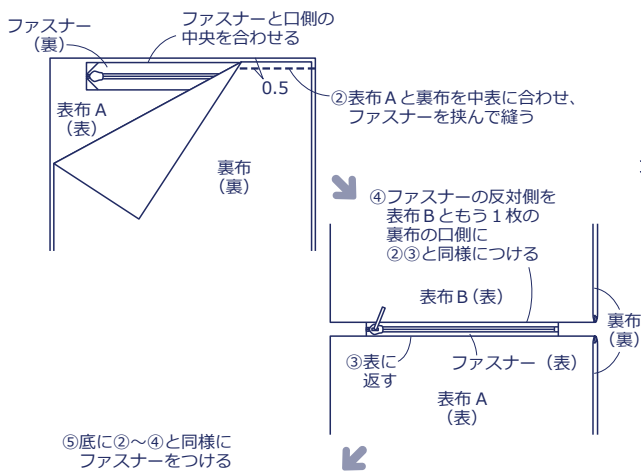 ファスナー
(裏)
ファスナーと口側の
中央を合わせる
0.5
表布A
(表)
②表布Aと裏布を中表に合わせ、
ファスナーを挟んで縫う
裏布
(裏)
④ファスナーの反対側を
表布Bともう1枚の
裏布の口側に
②③と同様につける
表布B(表)
裏布
(裏)
③表に
返す
ファスナー(表)
表布A
(表)
⑤底に②〜④と同様に
ファスナーをつける